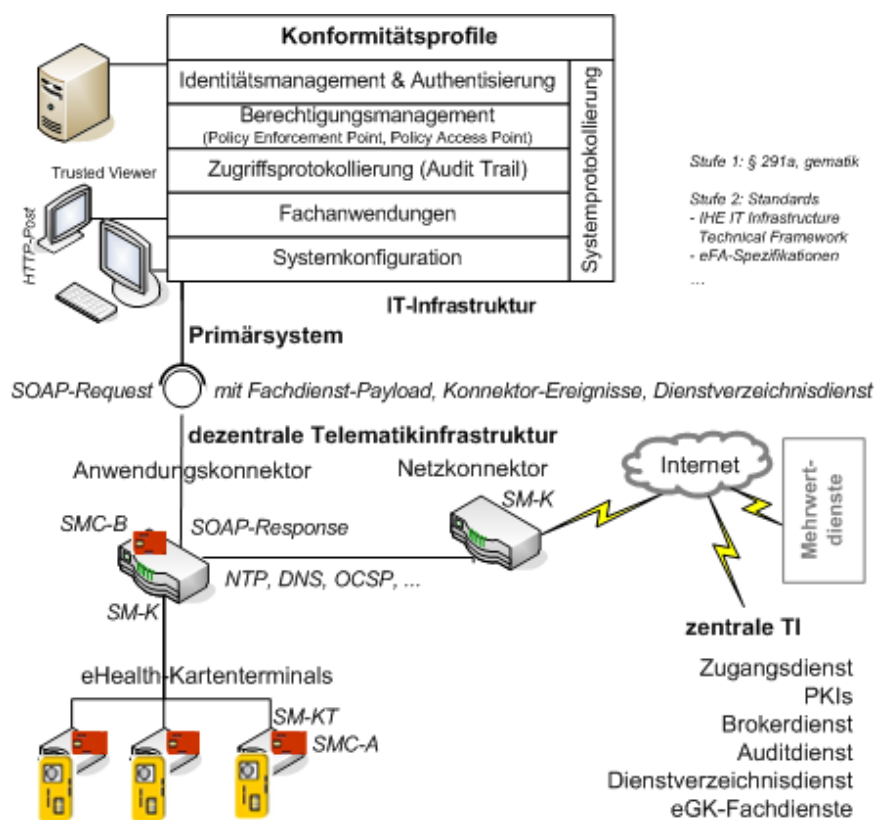 Konformitätsprofile
Identitätsmanagement & Authentisierung
Berechtigungsmanagement
(Policy Enforcement Point, Policy Access Point)
Zugriffsprotokollierung (Audit Trail)
Fachanwendungen
Systemkonfiguration
Systemprotokollierung
Trusted Viewer
HTTP-Post
Stufe 1: § 291a, gematik
Stufe 2: Standards
- IHE IT Infrastructure
Technical Framework
- eFA-Spezifikationen
...
IT-Infrastruktur
Primärsystem
SOAP-Request
mit Fachdienst-Payload, Konnektor-Ereignisse, Dienstverzeichnisdienst
dezentrale Telematikinfrastruktur
Anwendungskonnektor
Netzkonnektor
Internet
Mehrwert-
dienste
SM-K
SMC-B
SOAP-Response
NTP, DNS, OCSP, ...
SM-K
eHealth-Kartenterminals
SM-KT
SMC-A
zentrale TI
Zugangsdienst
PKIs
Brokerdienst
Auditdienst
Dienstverzeichnisdienst
eGK-Fachdienste